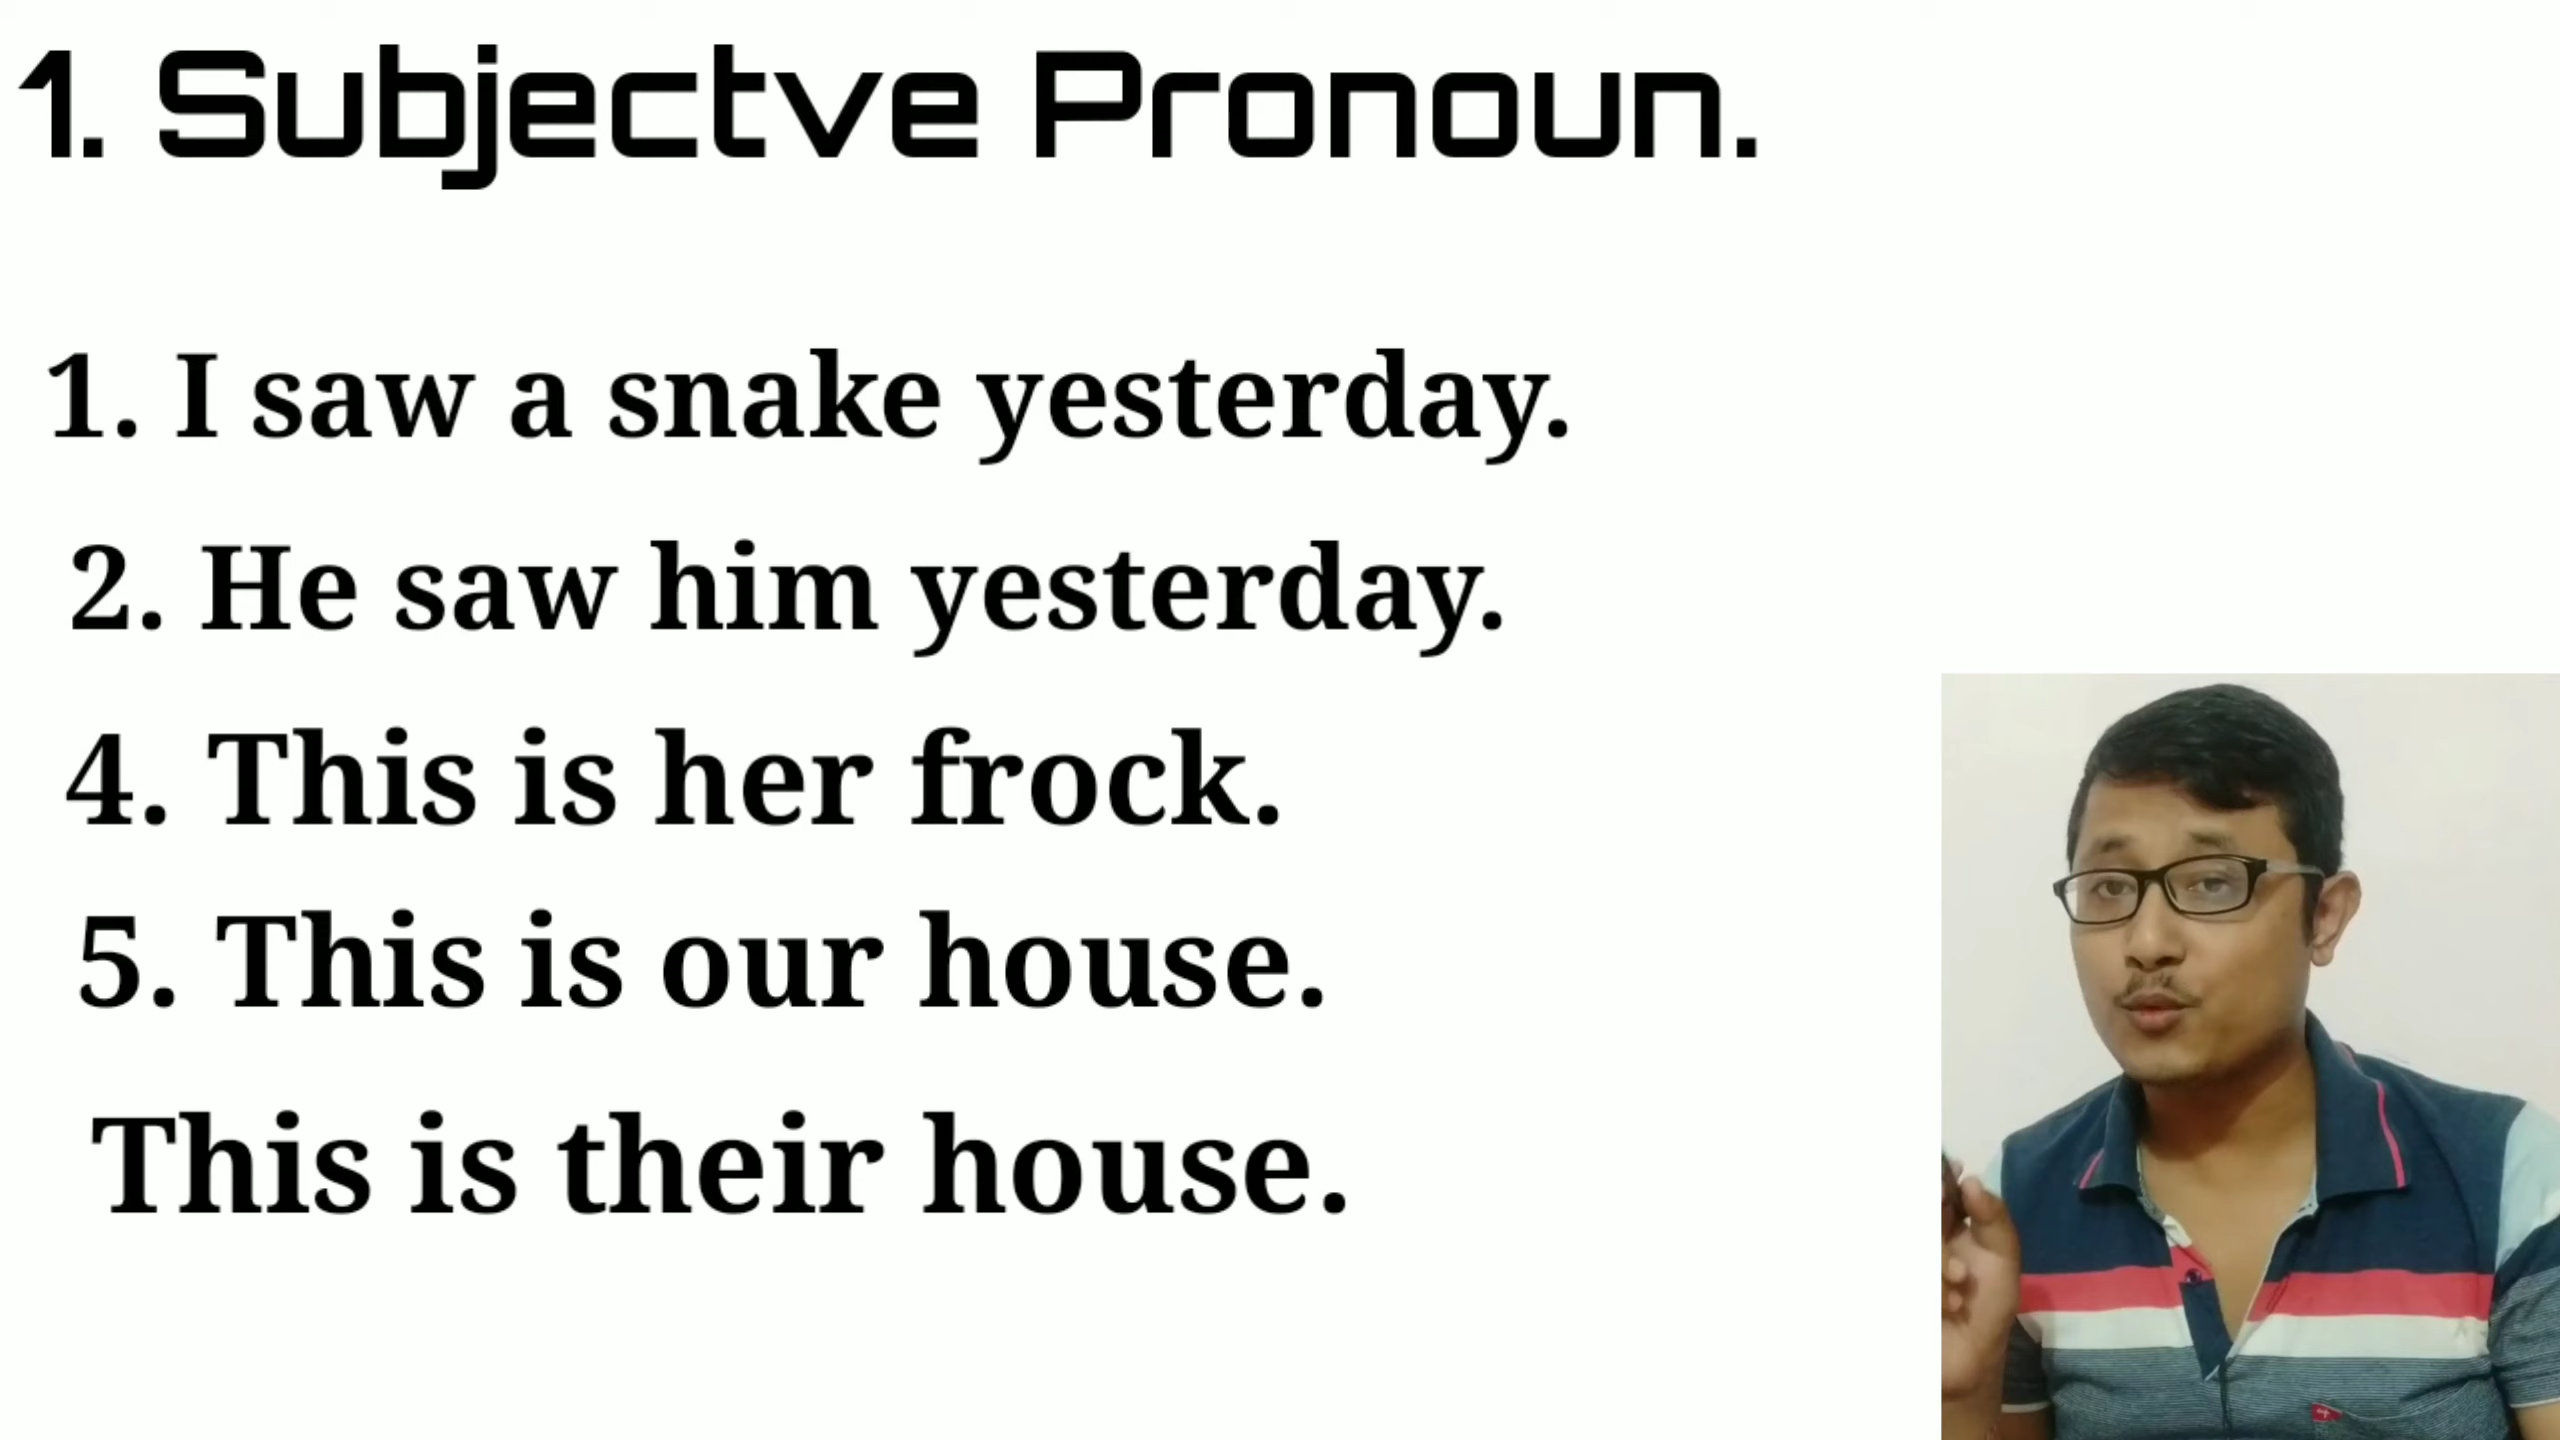 1. Subjectve Pronoun.
1. I saw a snake yesterday.
2. He saw him yesterday.
4. This is her frock.
5. This is our house.
This is their house.